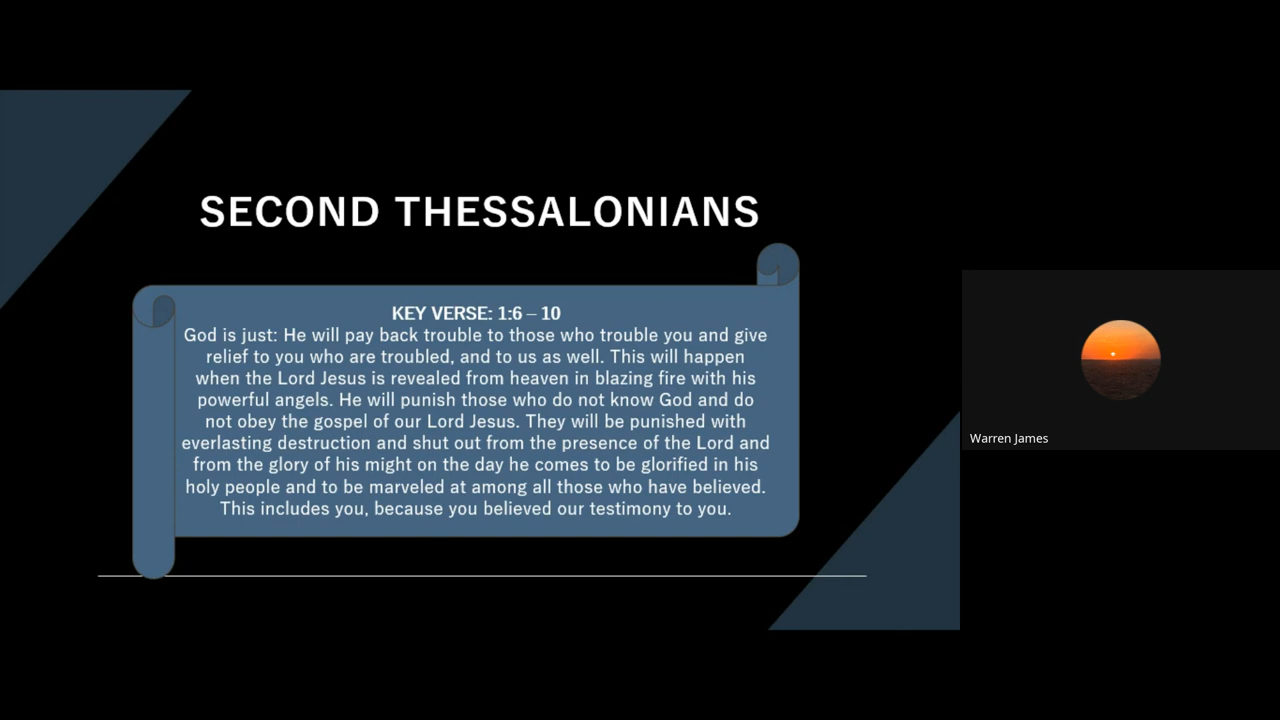 SECOND THESSALONIANS
KEY VERSE: 1:6 – 10
God is just: He will pay back trouble to those who trouble you and give
relief to you who are troubled, and to us as well. This will happen
when the Lord Jesus is revealed from heaven in blazing fire with his
powerful angels. He will punish those who do not know God and do
not obey the gospel of our Lord Jesus. They will be punished with
everlasting destruction and shut out from the presence of the Lord and
from the glory of his might on the day he comes to be glorified in his
holy people and to be marveled at among all those who have believed.
This includes you, because you believed our testimony to you.
Warren James